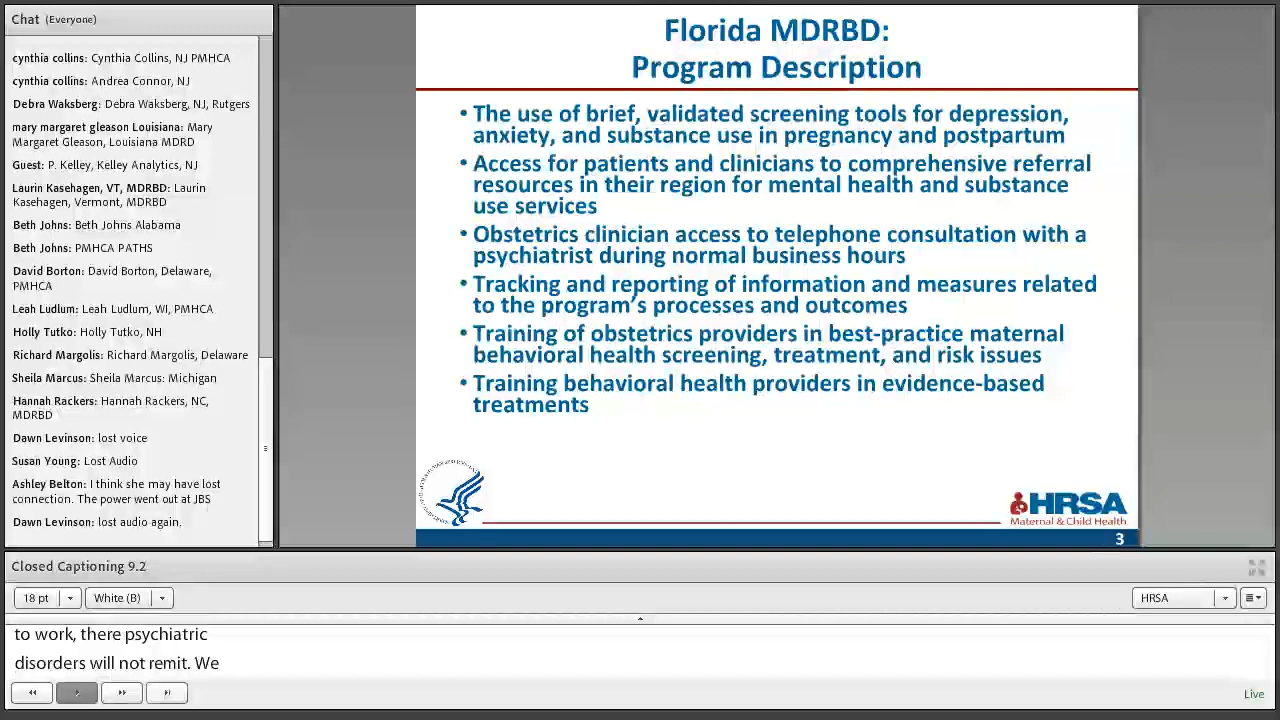 Chat (Everyone)
cynthia collins: Cynthia Collins, NJ PMHCA
cynthia collins: Andrea Connor, NJ
Debra Waksberg: Debra Waksberg, NJ, Rutgers
mary margaret gleason Louisiana: Mary
Margaret Gleason, Louisiana MDRD
Guest: P. Kelley, Kelley Analytics, NJ
Laurin Kasehagen, VT, MDRBD: Laurin
Kasehagen, Vermont, MDRBD
Beth Johns: Beth Johns Alabama
Beth Johns: PMHCA PATHS
David Borton: David Borton, Delaware,
PMHCA
Leah Ludlum: Leah Ludlum, WI, PMHCA
Holly Tutko: Holly Tutko, NH
Richard Margolis: Richard Margolis, Delaware
Sheila Marcus: Sheila Marcus: Michigan
Hannah Rackers: Hannah Rackers, NC,
MDRBD
Dawn Levinson: lost voice
Susan Young: Lost Audio
Ashley Belton: I think she may have lost
connection. The power went out at JBS
Dawn Levinson: lost audio again.
Florida MDRBD:
Program Description
• The use of brief, validated screening tools for depression,
anxiety, and substance use in pregnancy and postpartum
• Access for patients and clinicians to comprehensive referral
resources in their region for mental health and substance
use services
• Obstetrics clinician access to telephone consultation with a
psychiatrist during normal business hours
• Tracking and reporting of information and measures related
to the program's processes and outcomes
• Training of obstetrics providers in best-practice maternal
behavioral health screening, treatment, and risk issues
• Training behavioral health providers in evidence-based
treatments
HRSA
Maternal & Child Health
3
Closed Captioning 9.2
18 pt
White (B)
HRSA
to work, there psychiatric
disorders will not remit. We
Live